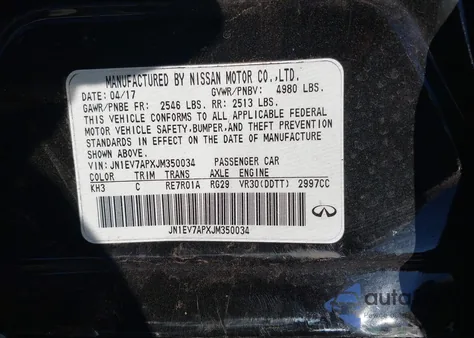 MANUFACTURED BY NISSAN MOTOR CO., LTD.
DATE: 04/17 GVWR/PNBV: 4980 LBS.
GAWR/PNBE FR: 2546 LBS. RR: 2513 LBS.
THIS VEHICLE CONFORMS TO ALL APPLICABLE FEDERAL
MOTOR VEHICLE SAFETY, BUMPER, AND THEFT PREVENTION
STANDARDS IN EFFECT ON THE DATE OF MANUFACTURE
SHOWN ABOVE.
VIN: JN1EV7APXJM350034 PASSENGER CAR
COLOR TRIM TRANS AXLE ENGINE
KH3 C RE7R01A RG29 VR30(DDTT) 2997CC
JN1EV7APXJM350034